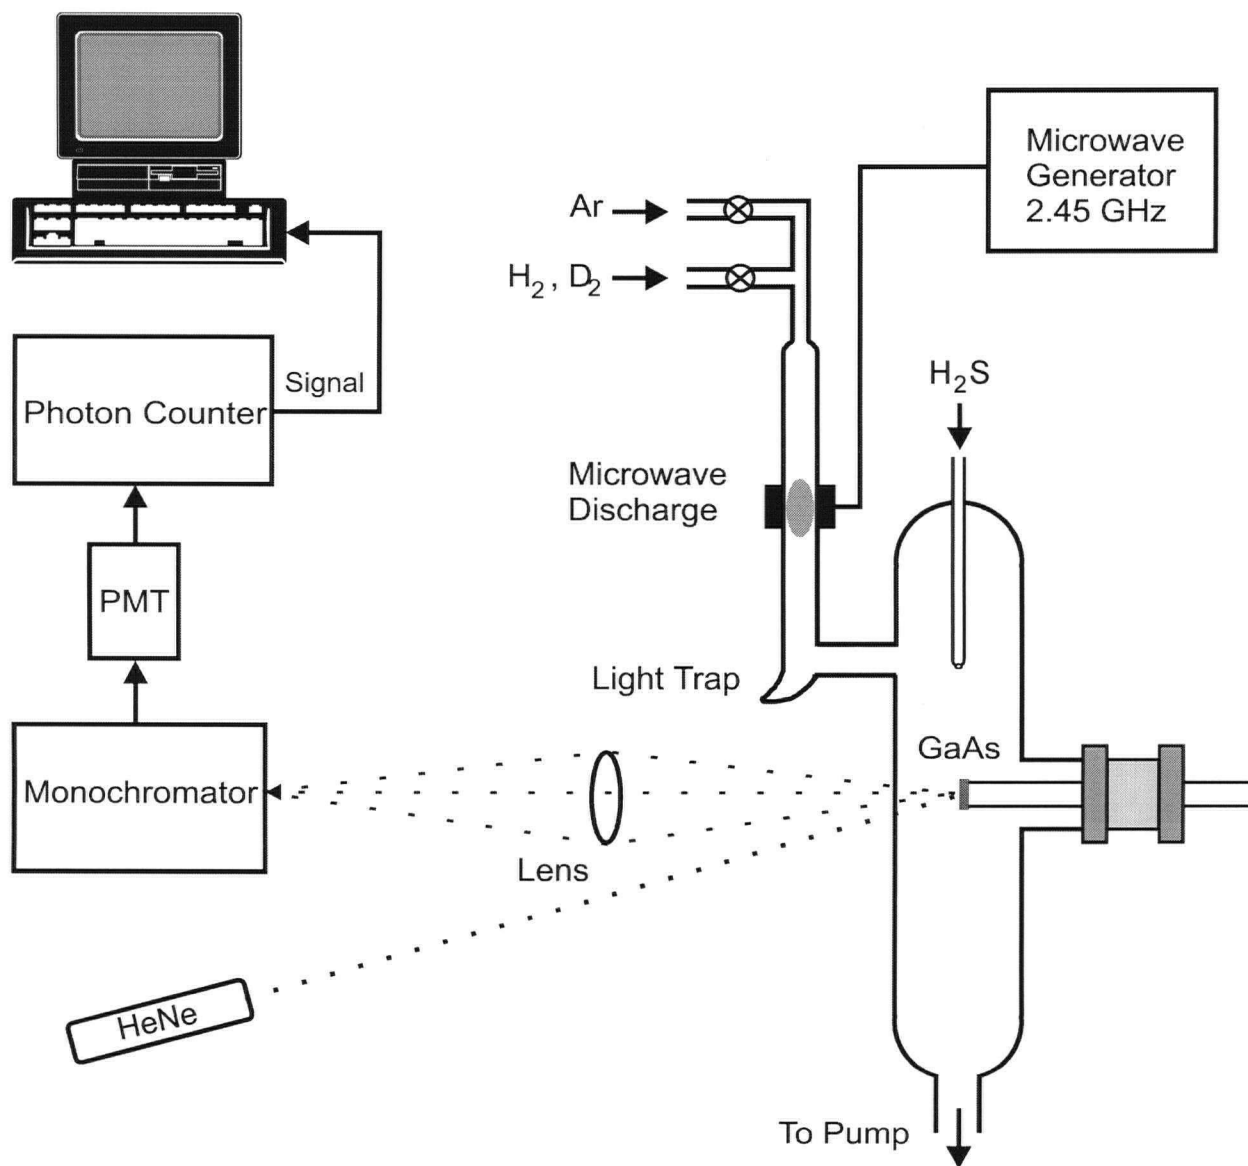 Microwave
Generator
2.45 GHz
Ar
H2 , D2
Signal
H2S
Photon Counter
Microwave
Discharge
PMT
Light Trap
GaAs
Monochromator
Lens
HeNe
To Pump